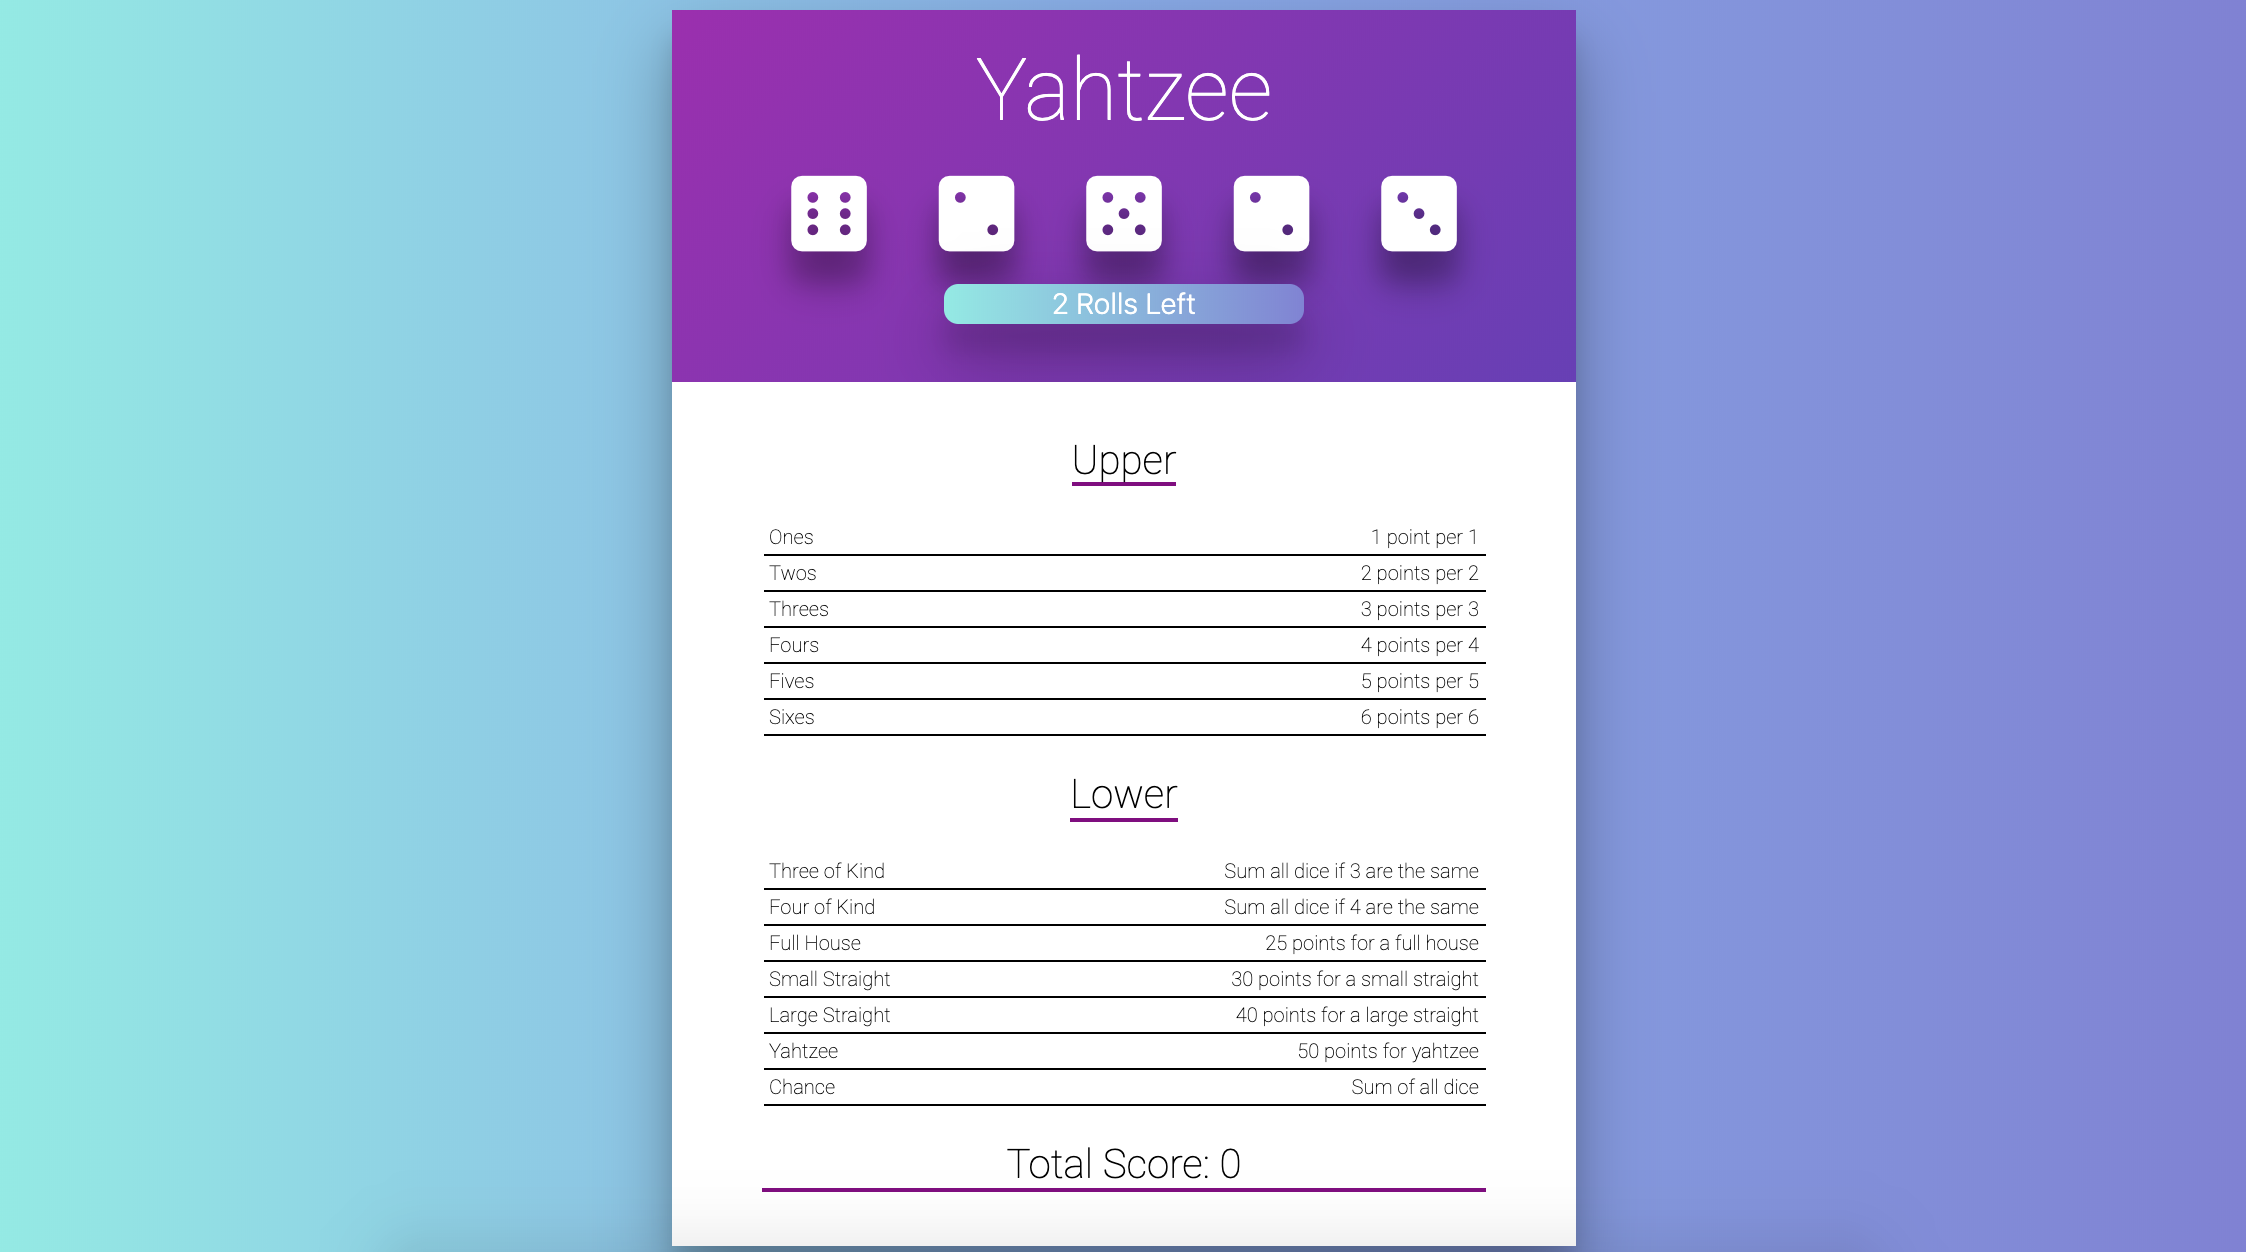 Yahtzee
2 Rolls Left
Upper
Ones 1 point per 1
Twos 2 points per 2
Threes 3 points per 3
Fours 4 points per 4
Fives 5 points per 5
Sixes 6 points per 6
Lower
Three of Kind Sum all dice if 3 are the same
Four of Kind Sum all dice if 4 are the same
Full House 25 points for a full house
Small Straight 30 points for a small straight
Large Straight 40 points for a large straight
Yahtzee 50 points for yahtzee
Chance Sum of all dice
Total Score: 0